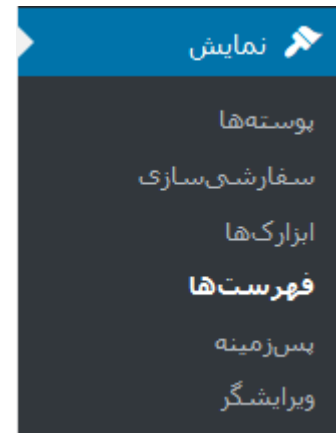 نمایش
پوسته‌ها
سفارشی‌سازی
ابزارک‌ها
فهرست‌ها
پس‌زمینه
ویرایشگر